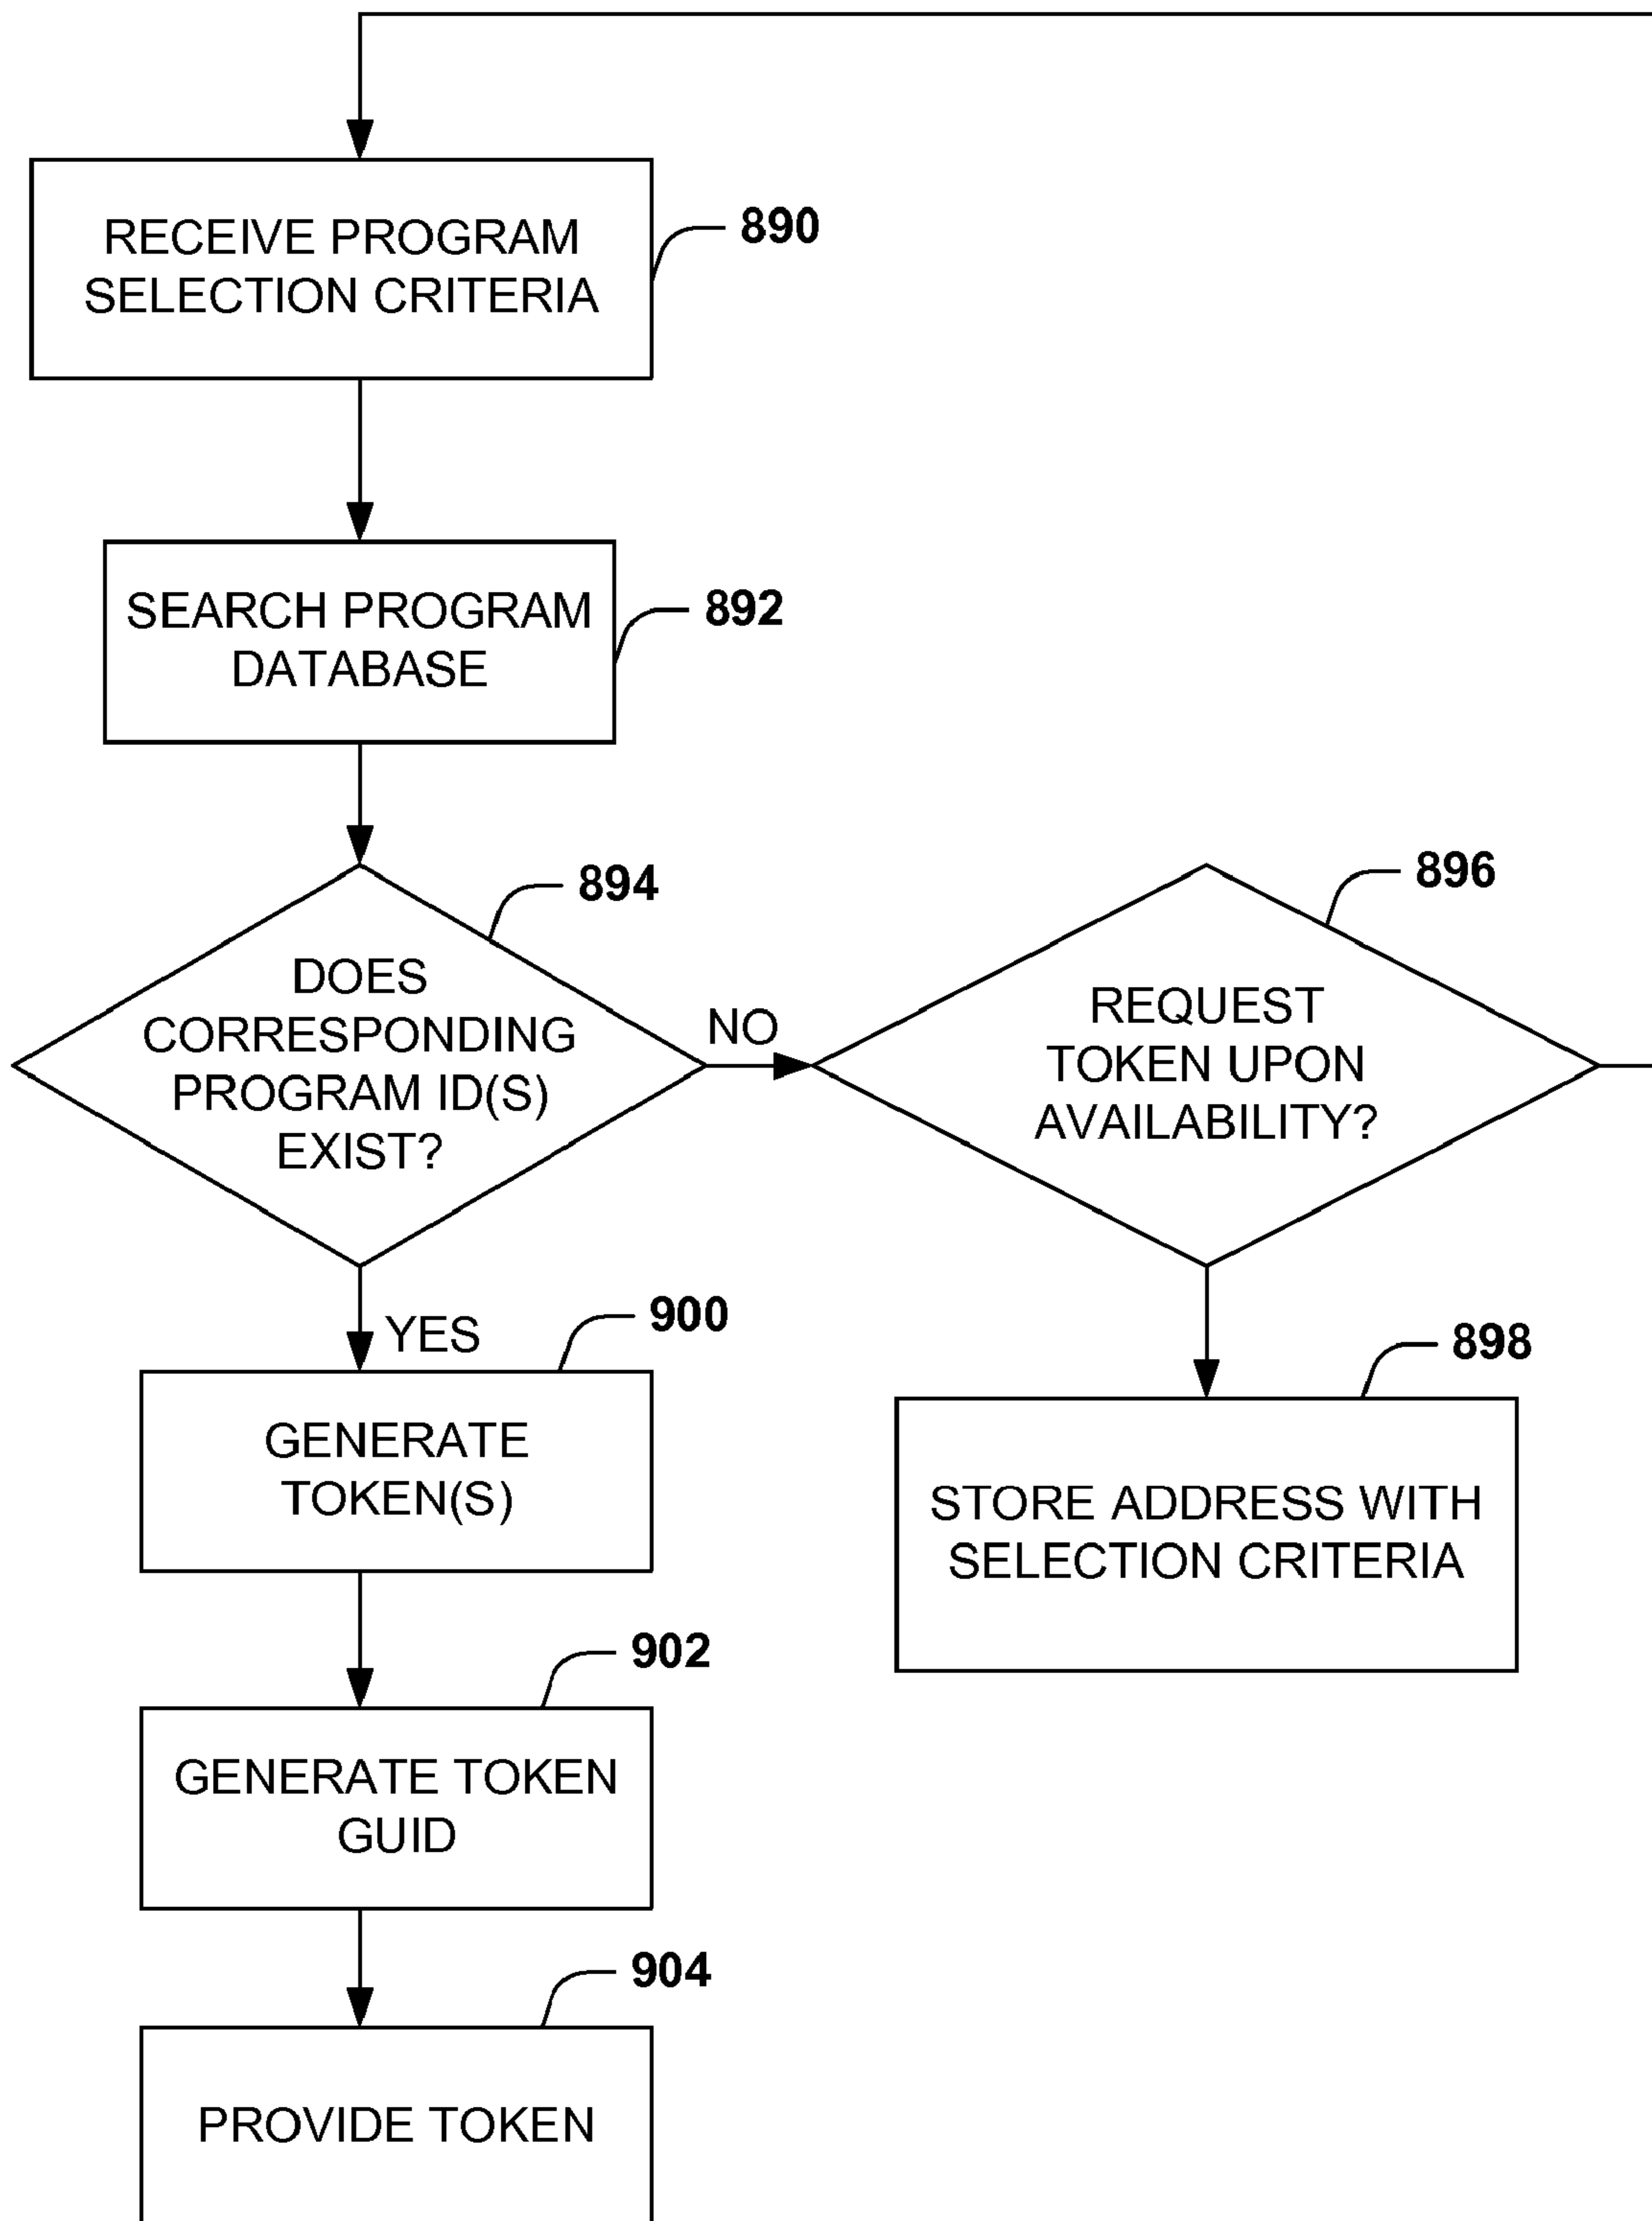 RECEIVE PROGRAM
SELECTION CRITERIA
890
SEARCH PROGRAM
DATABASE
892
894
DOES
CORRESPONDING
PROGRAM ID(S)
EXIST?
NO
896
REQUEST
TOKEN UPON
AVAILABILITY?
YES
900
GENERATE
TOKEN(S)
898
STORE ADDRESS WITH
SELECTION CRITERIA
902
GENERATE TOKEN
GUID
904
PROVIDE TOKEN